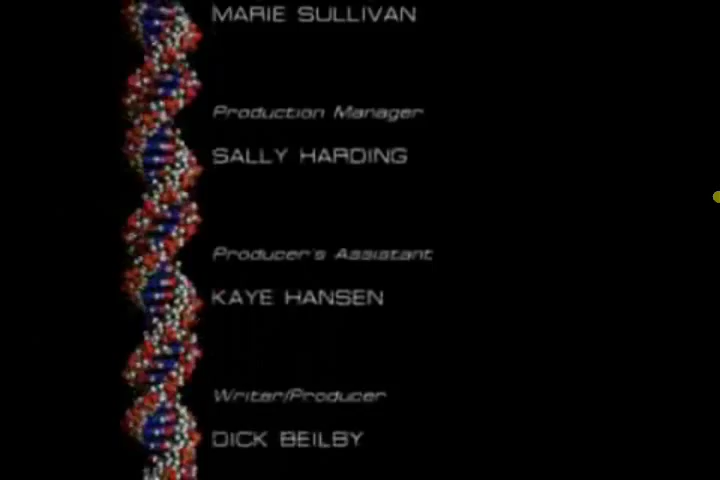 MARIE SULLIVAN
Production Manager
SALLY HARDING
Producer's Assistant
KAYE HANSEN
Writer/Producer
DICK BEILBY